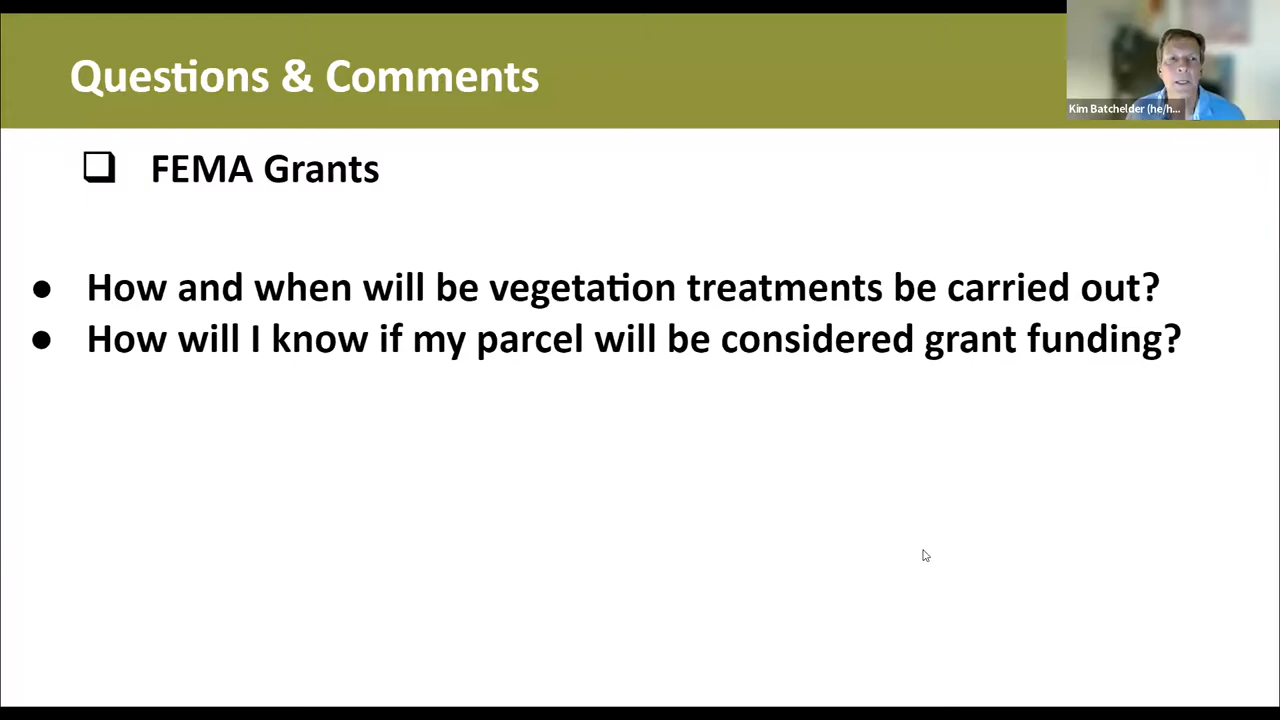 Questions & Comments
Kim Batchelder (he/h...
❑ FEMA Grants
● How and when will be vegetation treatments be carried out?
● How will I know if my parcel will be considered grant funding?